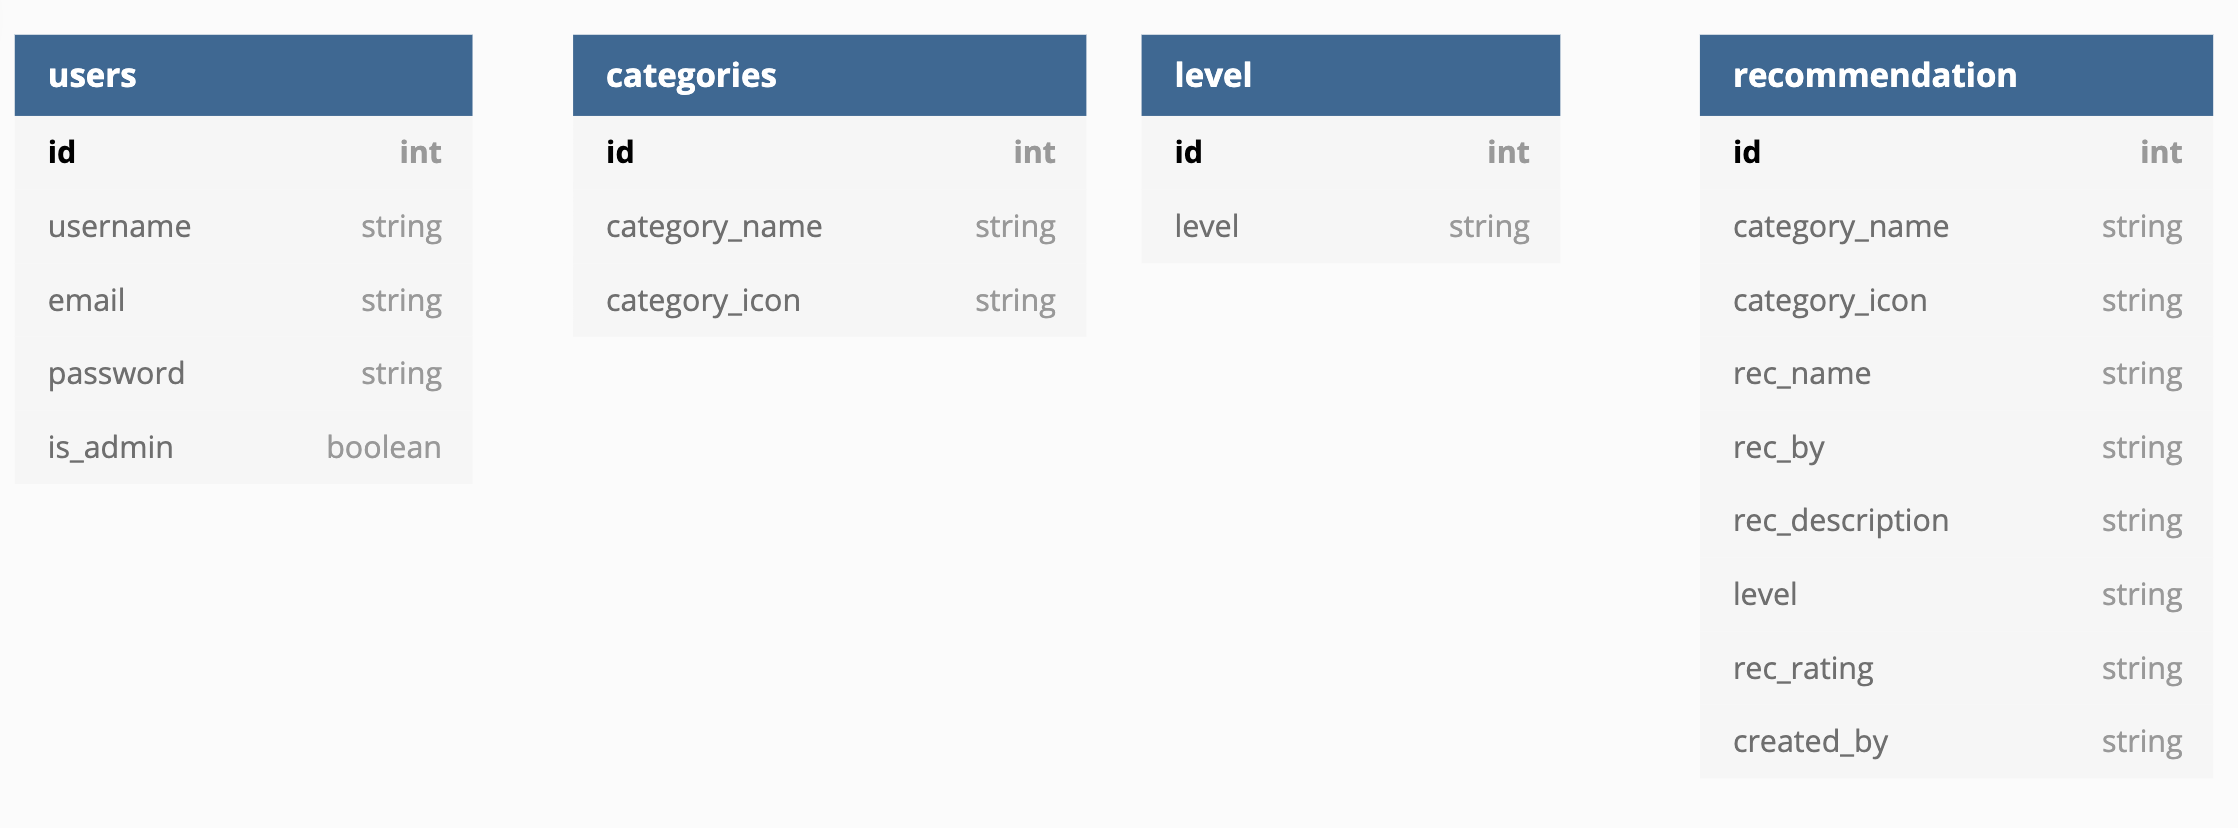 users
id int
username string
email string
password string
is_admin boolean
categories
id int
category_name string
category_icon string
level
id int
level string
recommendation
id int
category_name string
category_icon string
rec_name string
rec_by string
rec_description string
level string
rec_rating string
created_by string